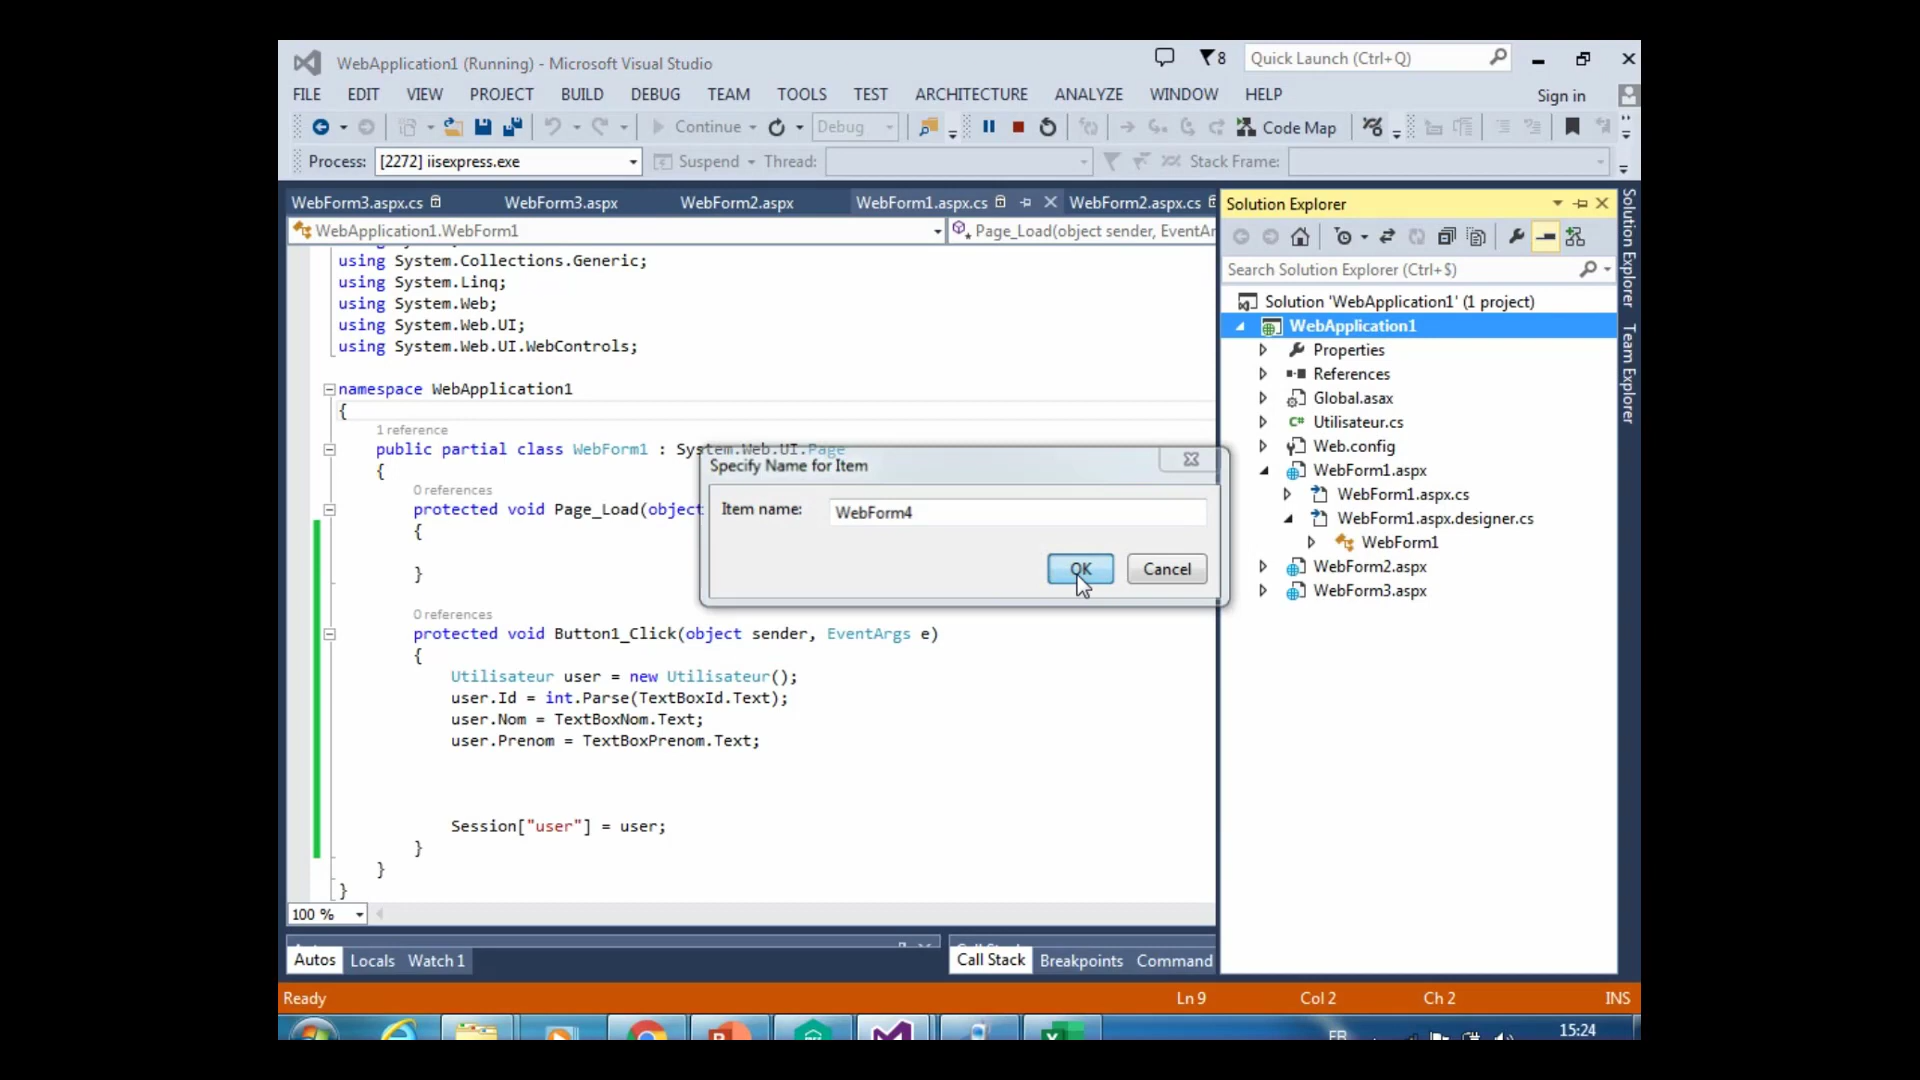 WebApplication1 (Running) - Microsoft Visual Studio
8
Quick Launch (Ctrl+Q)
FILE EDIT VIEW PROJECT BUILD DEBUG TEAM TOOLS TEST ARCHITECTURE ANALYZE WINDOW HELP
Sign in
Continue Debug Code Map
Process: [2272] iisexpress.exe Suspend Thread: Stack Frame:
WebForm3.aspx.cs WebForm3.aspx WebForm2.aspx WebForm1.aspx.cs WebForm2.aspx.cs
WebApplication1.WebForm1 Page_Load(object sender, EventAr
using System.Collections.Generic;
using System.Linq;
using System.Web;
using System.Web.UI;
using System.Web.UI.WebControls;
namespace WebApplication1
{
1 reference
public partial class WebForm1 : System.Web.UI.Page
{
0 references
protected void Page_Load(object
{
}
0 references
protected void Button1_Click(object sender, EventArgs e)
{
Utilisateur user = new Utilisateur();
user.Id = int.Parse(TextBoxId.Text);
user.Nom = TextBoxNom.Text;
user.Prenom = TextBoxPrenom.Text;
Session["user"] = user;
}
}
}
100 %
Specify Name for Item
Item name: WebForm4
OK Cancel
Solution Explorer
Search Solution Explorer (Ctrl+$)
Solution 'WebApplication1' (1 project)
WebApplication1
Properties
References
Global.asax
C# Utilisateur.cs
Web.config
WebForm1.aspx
WebForm1.aspx.cs
WebForm1.aspx.designer.cs
WebForm1
WebForm2.aspx
WebForm3.aspx
Solution Explorer
Team Explorer
Autos Locals Watch 1
Call Stack Breakpoints Command
Ready Ln 9 Col 2 Ch 2 INS
FR
15:24